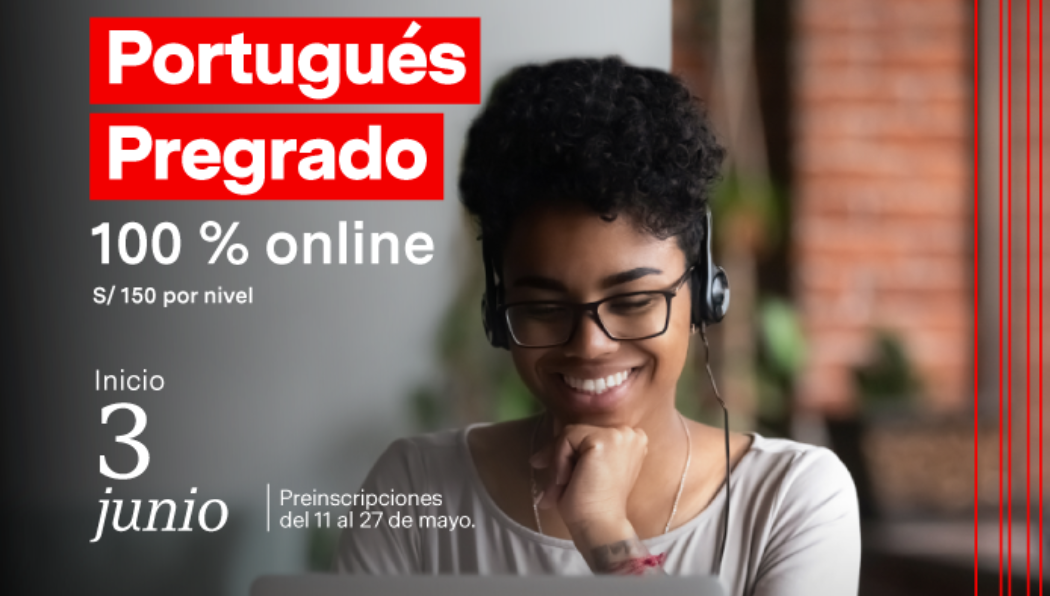 Portugués
Pregrado
100 % online
S/ 150 por nivel
Inicio
3
junio
Preinscripciones
del 11 al 27 de mayo.